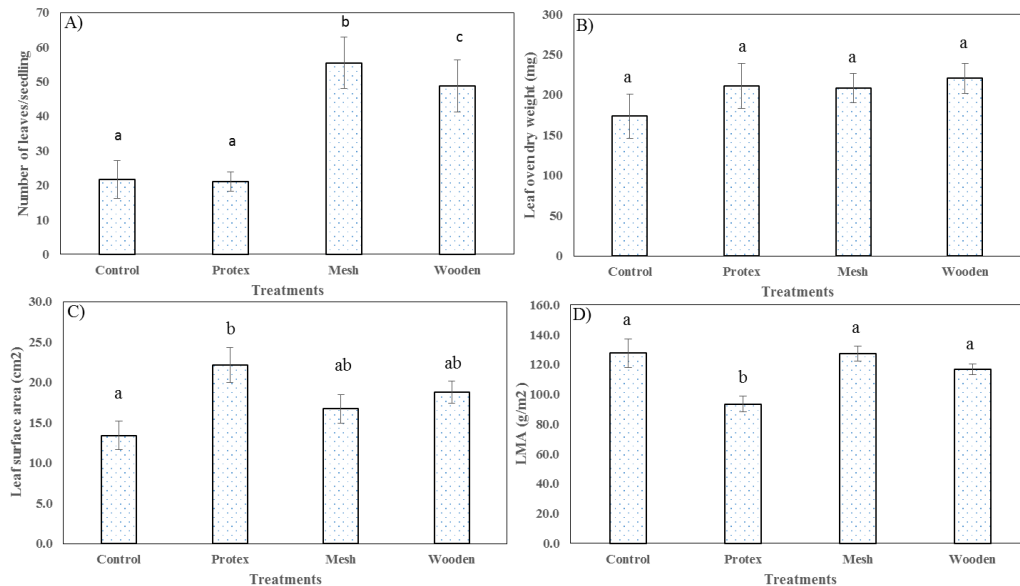 A)
Number of leaves/seedling
70
60
50
40
30
20
10
0
a
a
b
c
Control Protex Mesh Wooden
Treatments
B)
Leaf oven dry weight (mg)
300
250
200
150
100
50
0
a
a
a
a
Control Protex Mesh Wooden
Treatments
C)
Leaf surface area (cm2)
30.0
25.0
20.0
15.0
10.0
5.0
0.0
a
b
ab
ab
Control Protex Mesh Wooden
Treatments
D)
LMA (g/m2 )
160.0
140.0
120.0
100.0
80.0
60.0
40.0
20.0
0.0
a
b
a
a
Control Protex Mesh Wooden
Treatments